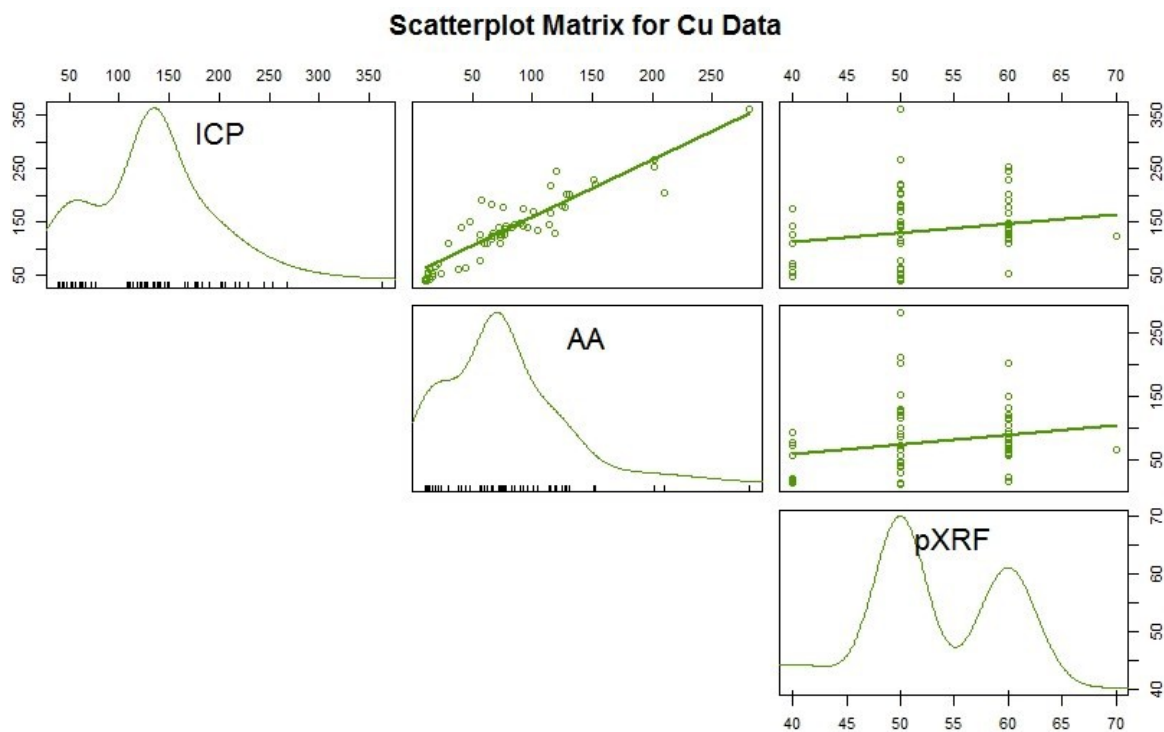 Scatterplot Matrix for Cu Data
50 100 150 200 250 300 350
50 100 150 200 250
40 45 50 55 60 65 70
50 150 250 350
ICP
50 150 250 350
AA
50 150 250
pXRF
40 50 60 70
40 45 50 55 60 65 70